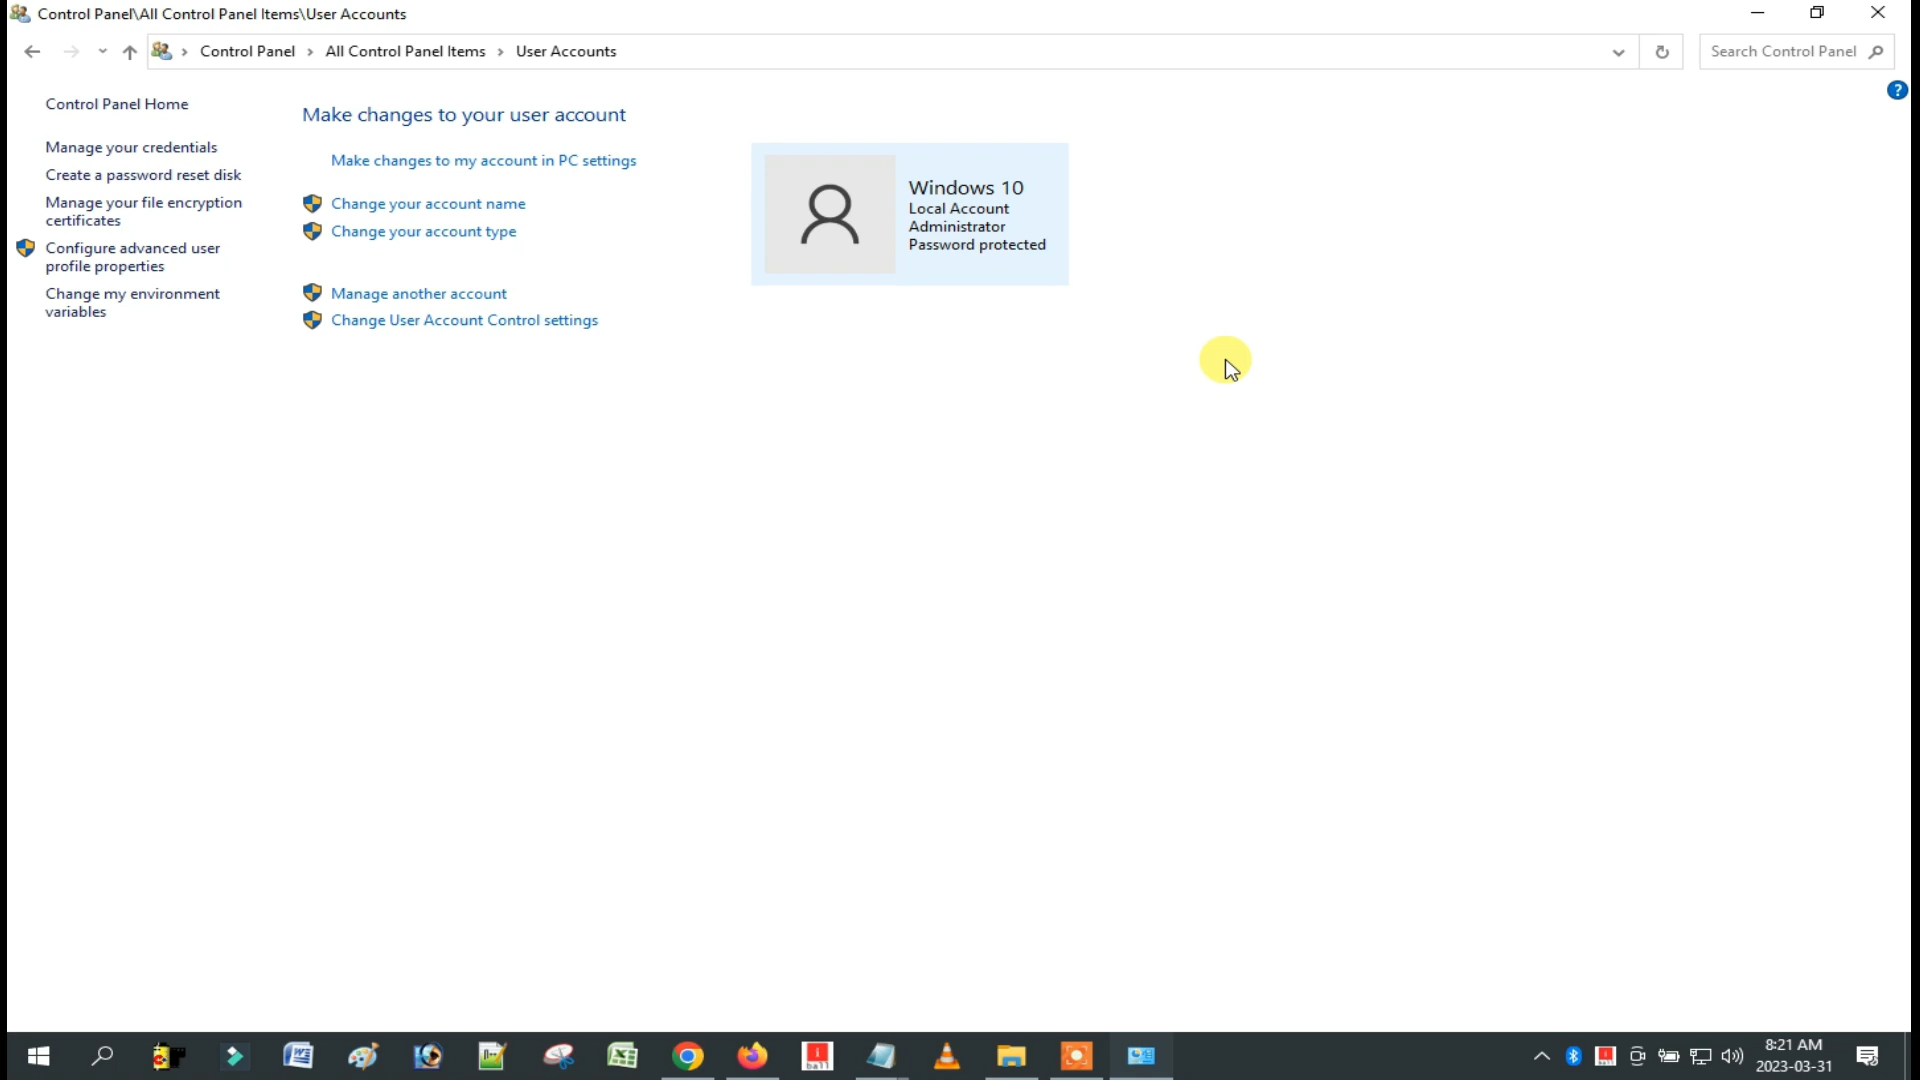 Control Panel\All Control Panel Items\User Accounts
Control Panel > All Control Panel Items > User Accounts
Search Control Panel
?
Control Panel Home
Manage your credentials
Create a password reset disk
Manage your file encryption
certificates
Configure advanced user
profile properties
Change my environment
variables
Make changes to your user account
Make changes to my account in PC settings
Change your account name
Change your account type
Manage another account
Change User Account Control settings
Windows 10
Local Account
Administrator
Password protected
8:21 AM
2023-03-31